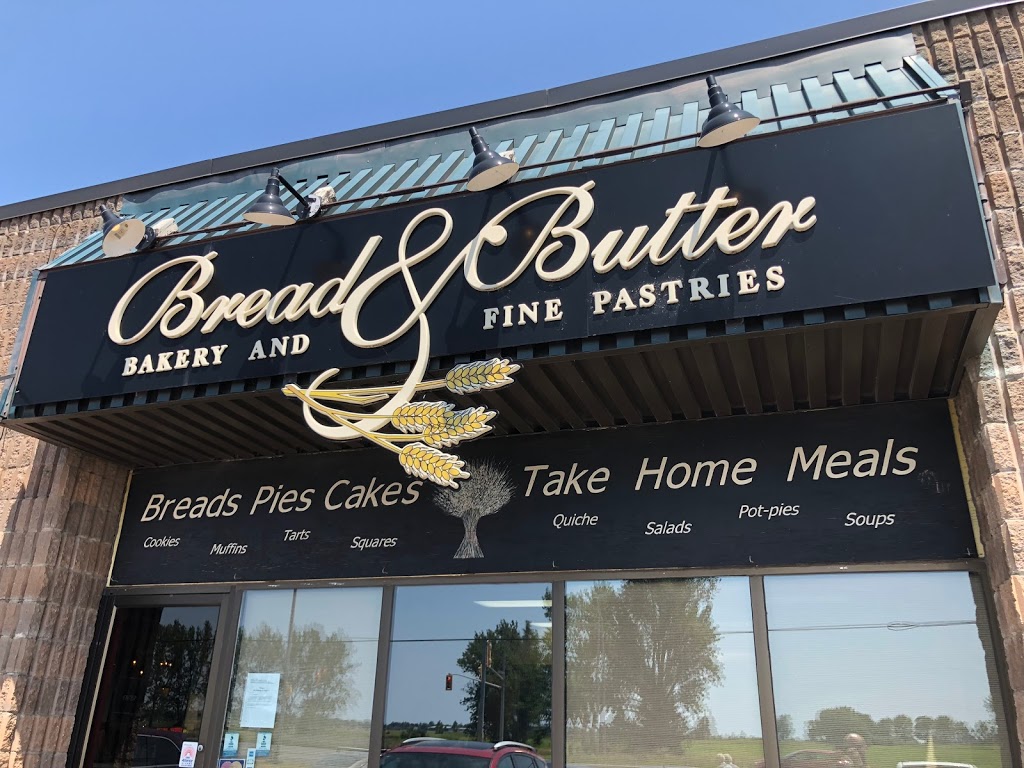 Bread & Butter
BAKERY AND FINE PASTRIES
Breads Pies Cakes Take Home Meals
Cookies Muffins Tarts Squares Quiche Salads Pot-pies Soups